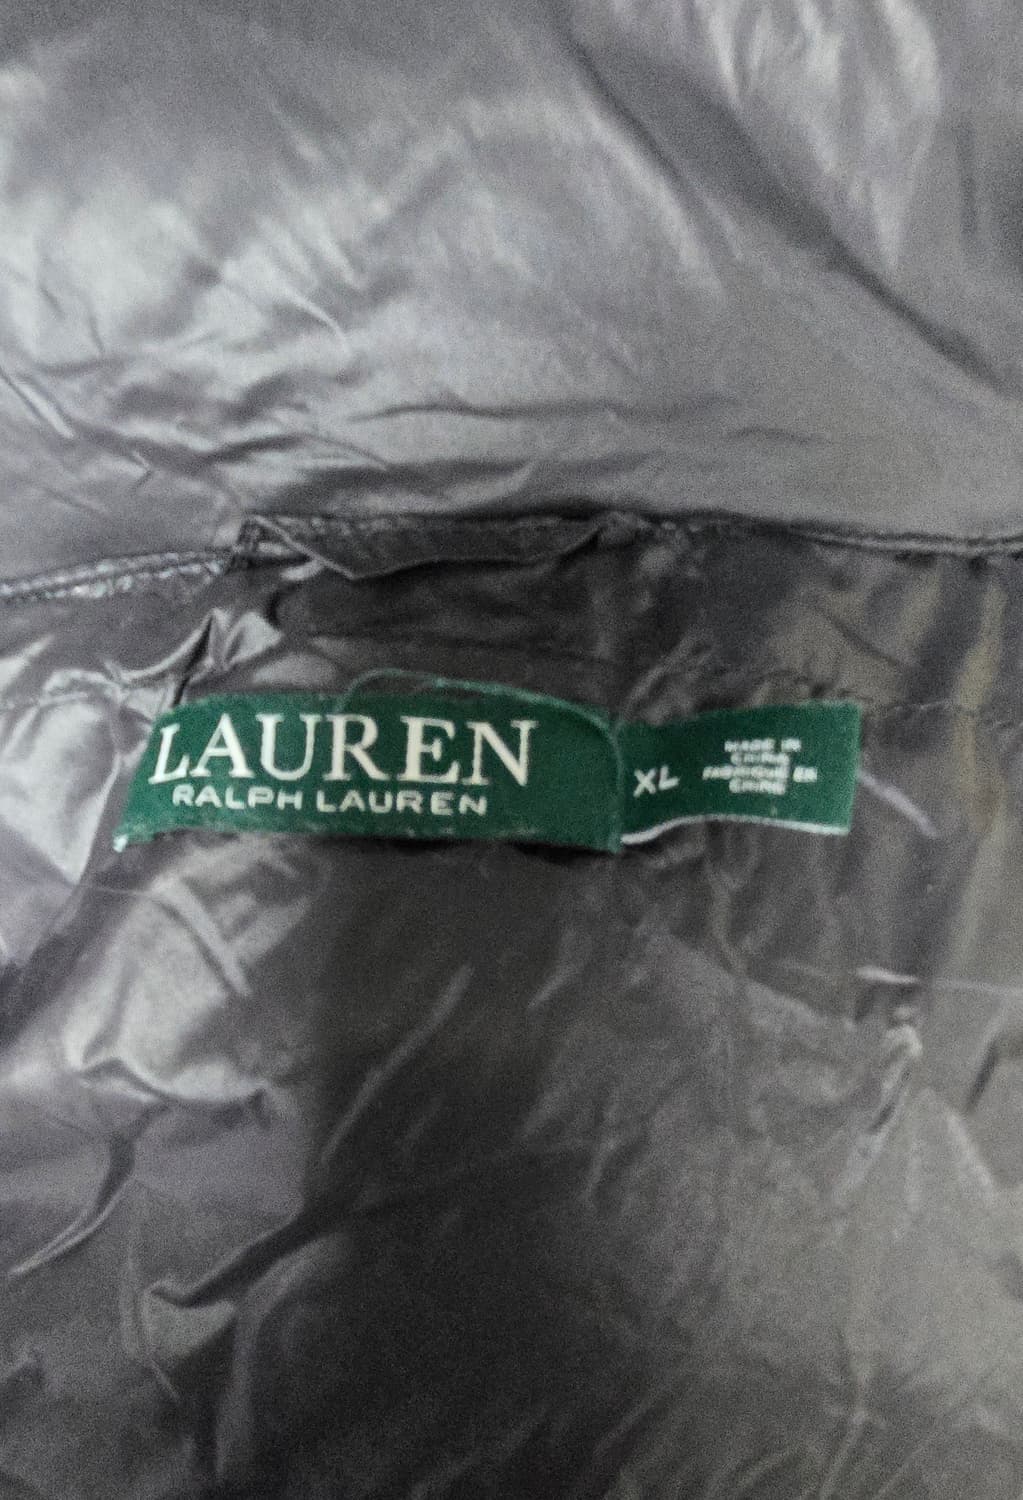 LAUREN
RALPH LAUREN
XL
MADE IN
CHINA
FABRIQUÉ EN
CHINE